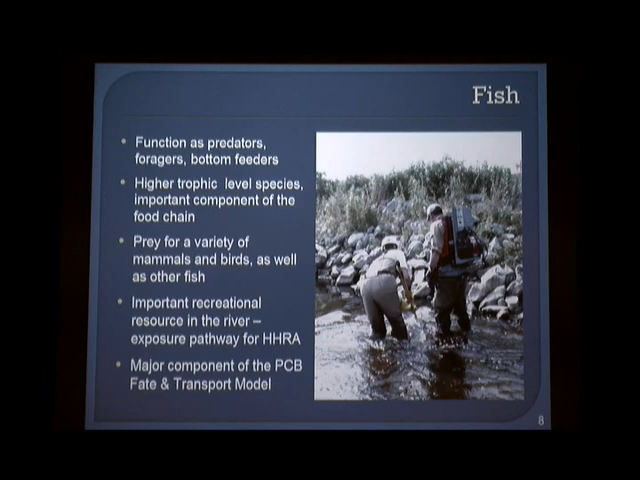 Fish
• Function as predators,
foragers, bottom feeders
• Higher trophic level species,
important component of the
food chain
• Prey for a variety of
mammals and birds, as well
as other fish
• Important recreational
resource in the river –
exposure pathway for HHRA
• Major component of the PCB
Fate & Transport Model
8